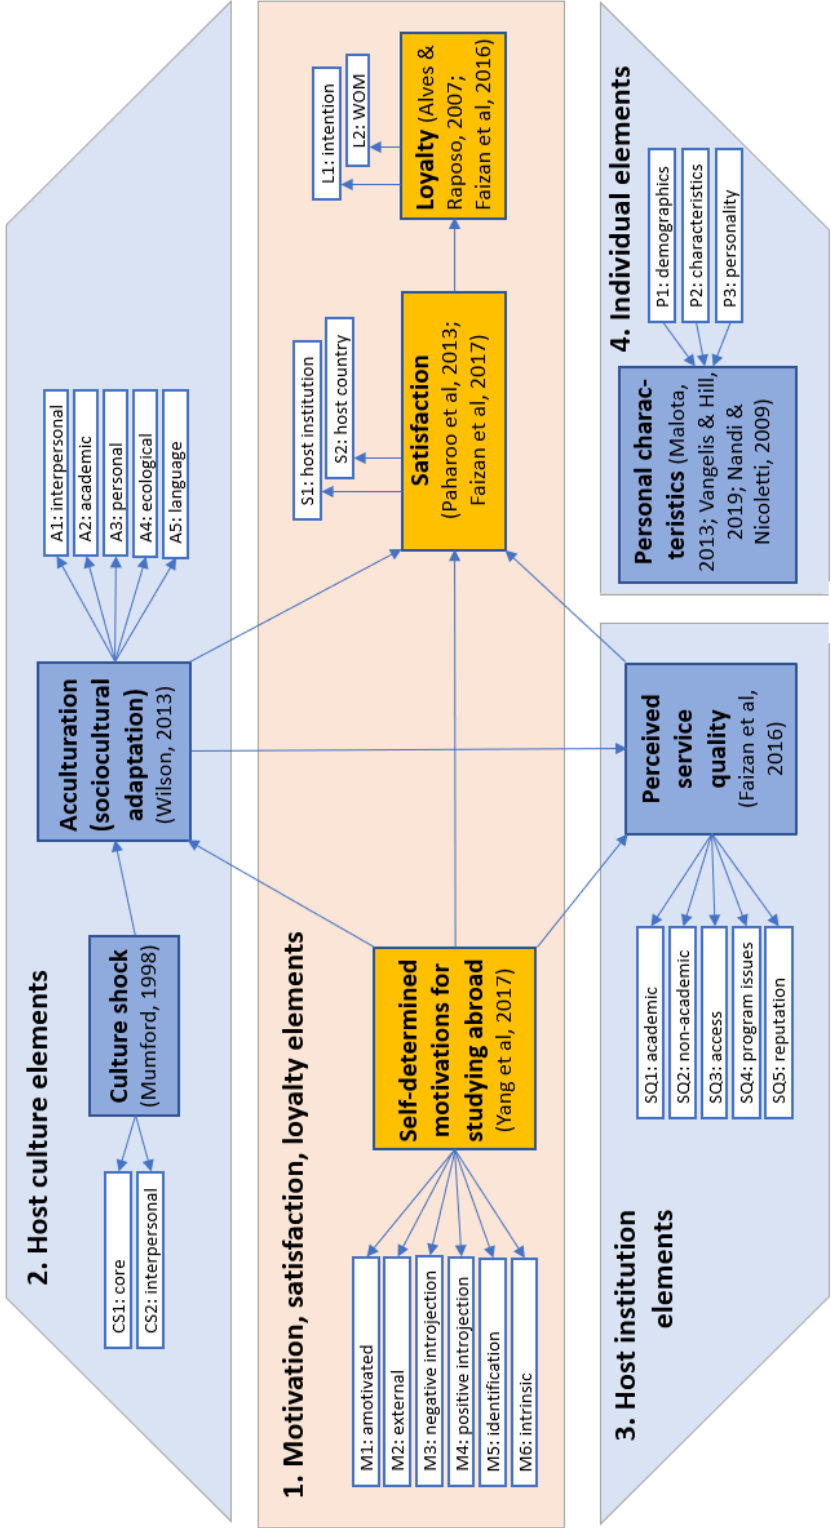 2. Host culture elements
CS1: core
CS2: interpersonal
Culture shock
(Mumford, 1998)
Acculturation
(sociocultural
adaptation)
(Wilson, 2013)
A1: interpersonal
A2: academic
A3: personal
A4: ecological
A5: language
1. Motivation, satisfaction, loyalty elements
M1: amotivated
M2: external
M3: negative introjection
M4: positive introjection
M5: identification
M6: intrinsic
Self-determined
motivations for
studying abroad
(Yang et al, 2017)
S1: host institution
S2: host country
Satisfaction
(Paharoo et al, 2013;
Faizan et al, 2017)
L1: intention
L2: WOM
Loyalty (Alves &
Raposo, 2007;
Faizan et al, 2016)
3. Host institution
elements
SQ1: academic
SQ2: non-academic
SQ3: access
SQ4: program issues
SQ5: reputation
Perceived
service
quality
(Faizan et al,
2016)
4. Individual elements
Personal charac-
teristics (Malota,
2013; Vangelis & Hill,
2019; Nandi &
Nicoletti, 2009)
P1: demographics
P2: characteristics
P3: personality